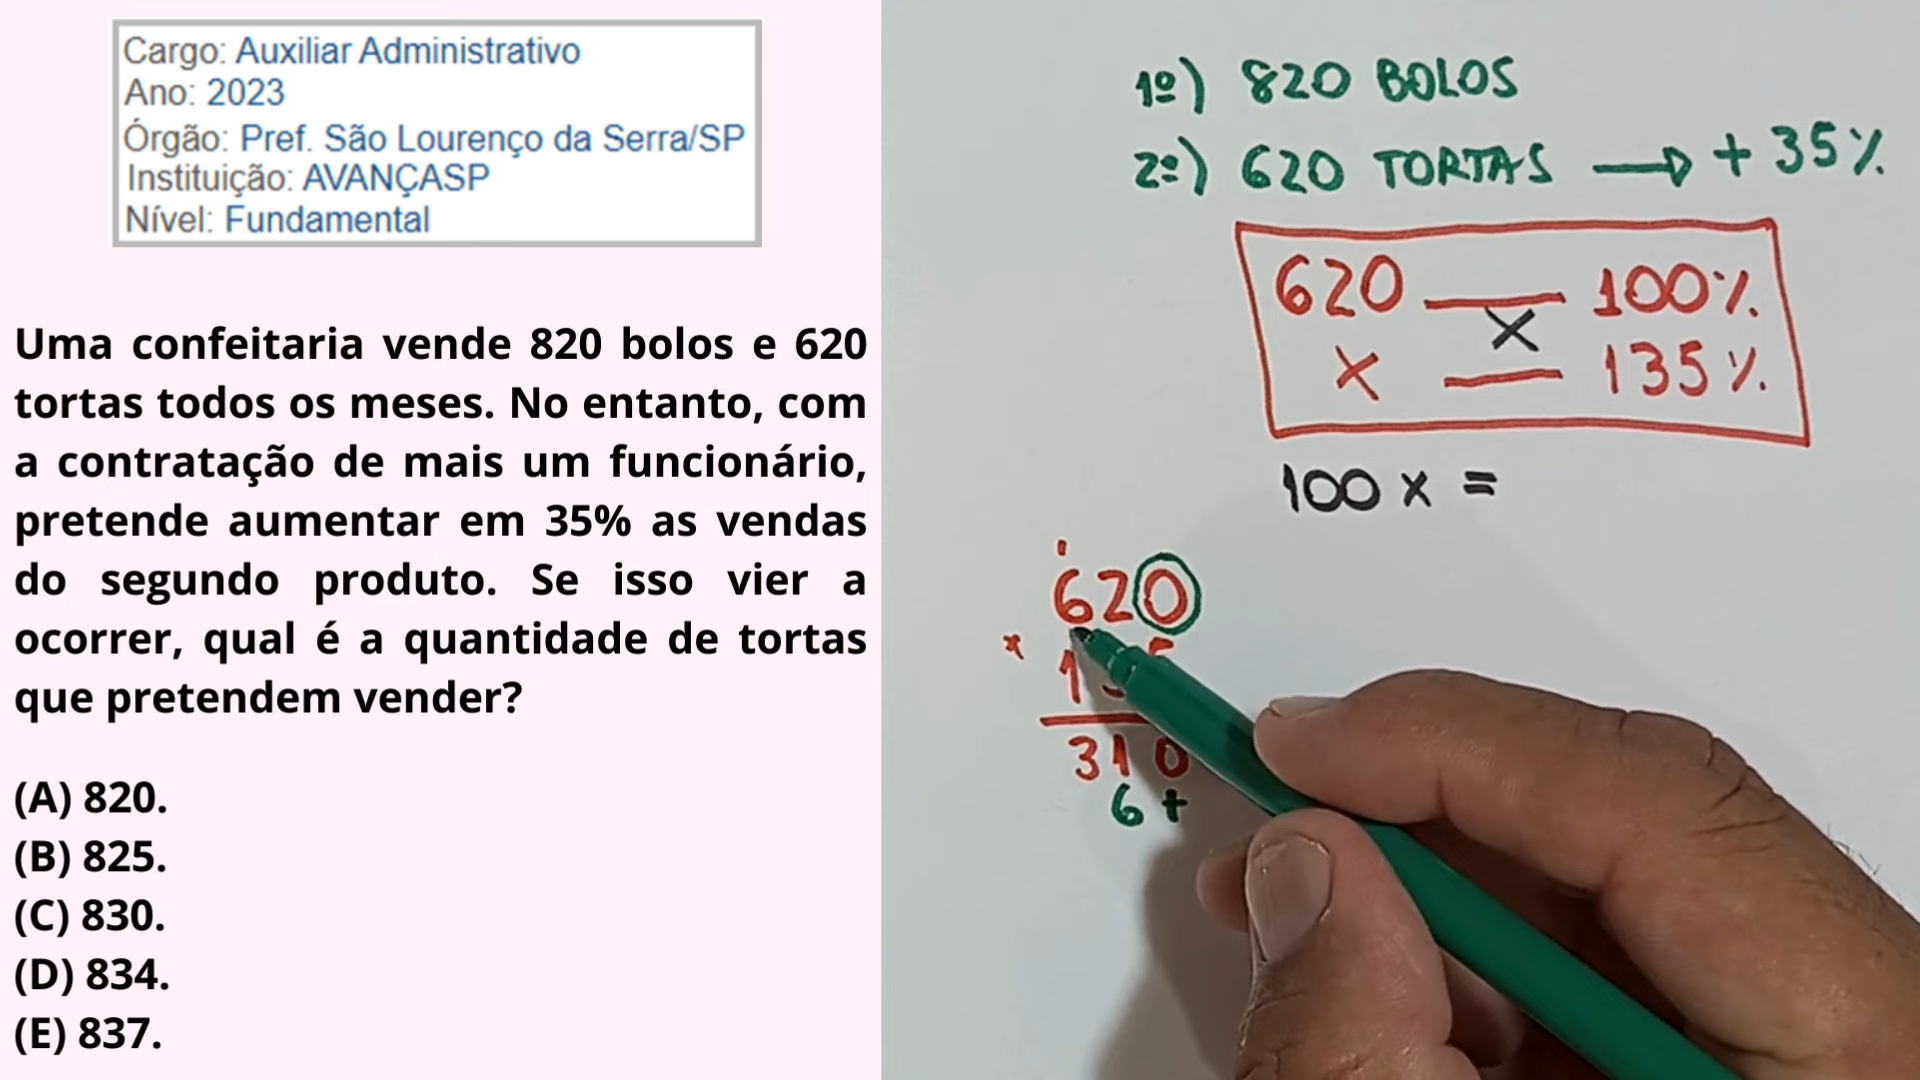 Cargo: Auxiliar Administrativo
Ano: 2023
Órgão: Pref. São Lourenço da Serra/SP
Instituição: AVANÇASP
Nível: Fundamental
Uma confeitaria vende 820 bolos e 620
tortas todos os meses. No entanto, com
a contratação de mais um funcionário,
pretende aumentar em 35% as vendas
do segundo produto. Se isso vier a
ocorrer, qual é a quantidade de tortas
que pretendem vender?
(A) 820.
(B) 825.
(C) 830.
(D) 834.
(E) 837.
1º) 820 BOLOS
2º) 620 TORTAS → + 35%
620 — 100%
x
x — 135%
100 x =
620
x 1
310
6 +